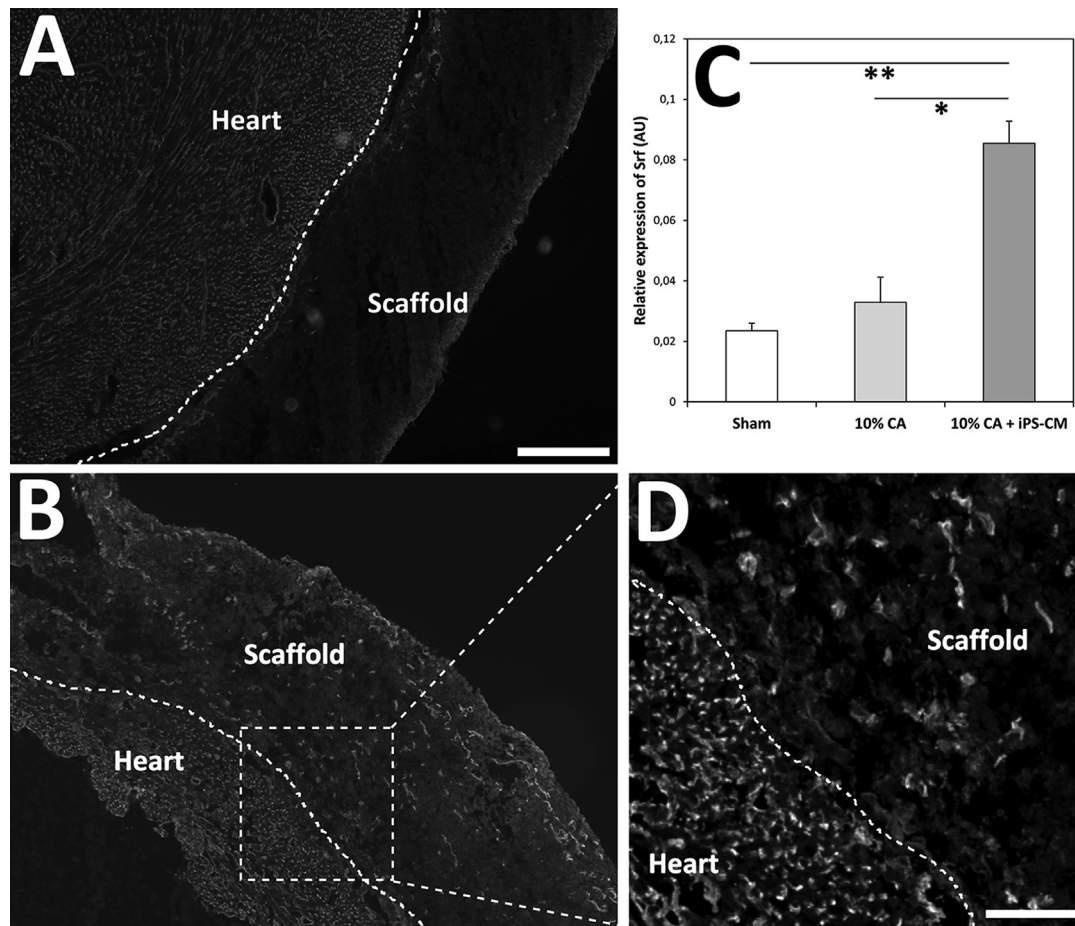 A
Heart
Scaffold
C
Relative expression of Srf (AU)
0,12
0,1
0,08
0,06
0,04
0,02
0
**
*
Sham
10% CA
10% CA + iPS-CM
B
Scaffold
Heart
D
Scaffold
Heart